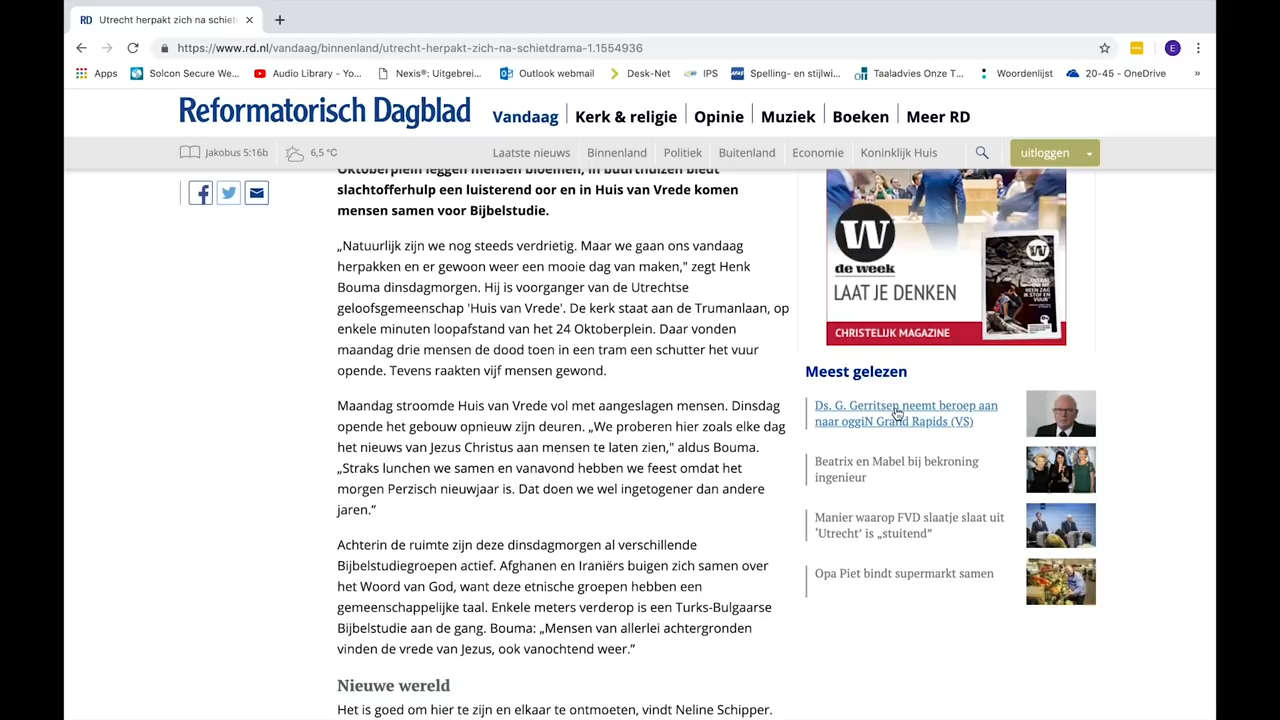 RD Utrecht herpakt zich na schiet
https://www.rd.nl/vandaag/binnenland/utrecht-herpakt-zich-na-schietdrama-1.1554936
E
Apps Solcon Secure We... Audio Library - Yo... Nexis®: Uitgebrei... Outlook webmail Desk-Net IPS Spelling- en stijlwi... Taaladvies Onze T... Woordenlijst 20-45 - OneDrive »
Reformatorisch Dagblad Vandaag Kerk & religie Opinie Muziek Boeken Meer RD
Jakobus 5:16b 6,5 °C Laatste nieuws Binnenland Politiek Buitenland Economie Koninklijk Huis uitloggen
Oktoberplein leggen mensen bloemen, in buurthuizen biedt
slachtofferhulp een luisterend oor en in Huis van Vrede komen
mensen samen voor Bijbelstudie.
„Natuurlijk zijn we nog steeds verdrietig. Maar we gaan ons vandaag
herpakken en er gewoon weer een mooie dag van maken," zegt Henk
Bouma dinsdagmorgen. Hij is voorganger van de Utrechtse
geloofsgemeenschap 'Huis van Vrede'. De kerk staat aan de Trumanlaan, op
enkele minuten loopafstand van het 24 Oktoberplein. Daar vonden
maandag drie mensen de dood toen in een tram een schutter het vuur
opende. Tevens raakten vijf mensen gewond.
Maandag stroomde Huis van Vrede vol met aangeslagen mensen. Dinsdag
opende het gebouw opnieuw zijn deuren. „We proberen hier zoals elke dag
het nieuws van Jezus Christus aan mensen te laten zien," aldus Bouma.
„Straks lunchen we samen en vanavond hebben we feest omdat het
morgen Perzisch nieuwjaar is. Dat doen we wel ingetogener dan andere
jaren.”
Achterin de ruimte zijn deze dinsdagmorgen al verschillende
Bijbelstudiegroepen actief. Afghanen en Iraniërs buigen zich samen over
het Woord van God, want deze etnische groepen hebben een
gemeenschappelijke taal. Enkele meters verderop is een Turks-Bulgaarse
Bijbelstudie aan de gang. Bouma: „Mensen van allerlei achtergronden
vinden de vrede van Jezus, ook vanochtend weer.”
Nieuwe wereld
Het is goed om hier te zijn en elkaar te ontmoeten, vindt Neline Schipper.
W
de week
LAAT JE DENKEN
CHRISTELIJK MAGAZINE
Meest gelezen
Ds. G. Gerritsen neemt beroep aan
naar oggiN Grand Rapids (VS)
Beatrix en Mabel bij bekroning
ingenieur
Manier waarop FVD slaatje slaat uit
'Utrecht' is „stuitend”
Opa Piet bindt supermarkt samen